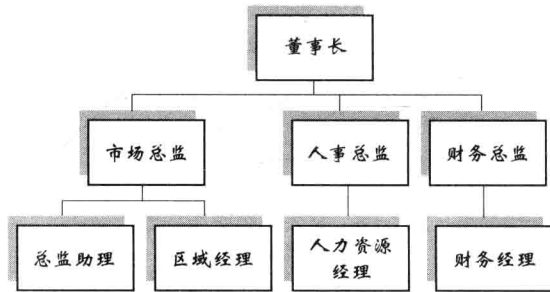 董事长
市场总监
人事总监
财务总监
总监助理
区域经理
人力资源
经理
财务经理